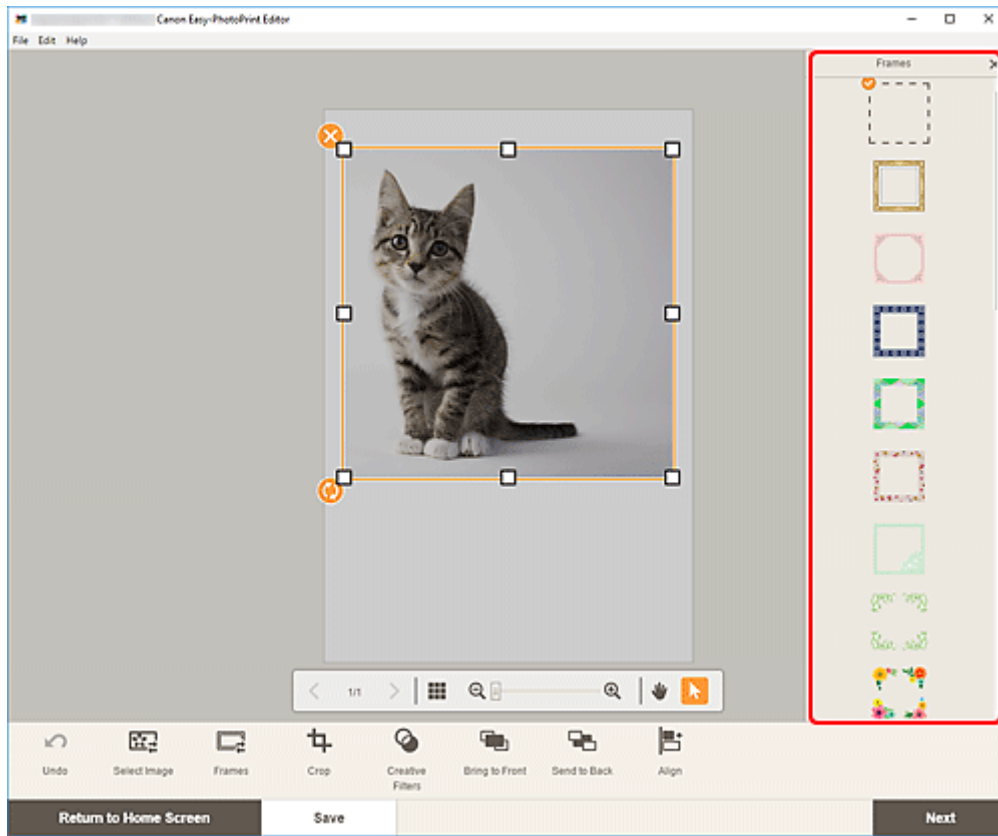 Canon Easy-PhotoPrint Editor
File Edit Help
Frames
1/1
Undo Select Image Frames Crop Creative Filters Bring to Front Send to Back Align
Return to Home Screen Save Next